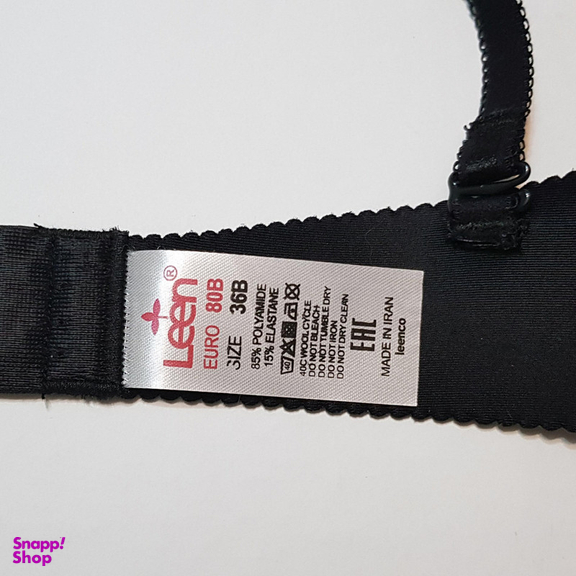 Leen®
EURO 80B
SIZE 36B
85% POLYAMIDE
15% ELASTANE
40C WOOL CYCLE
DO NOT BLEACH
DO NOT TUMBLE DRY
DO NOT IRON
DO NOT DRY CLEAN
EAC
MADE IN IRAN
leenco
Snapp!
Shop